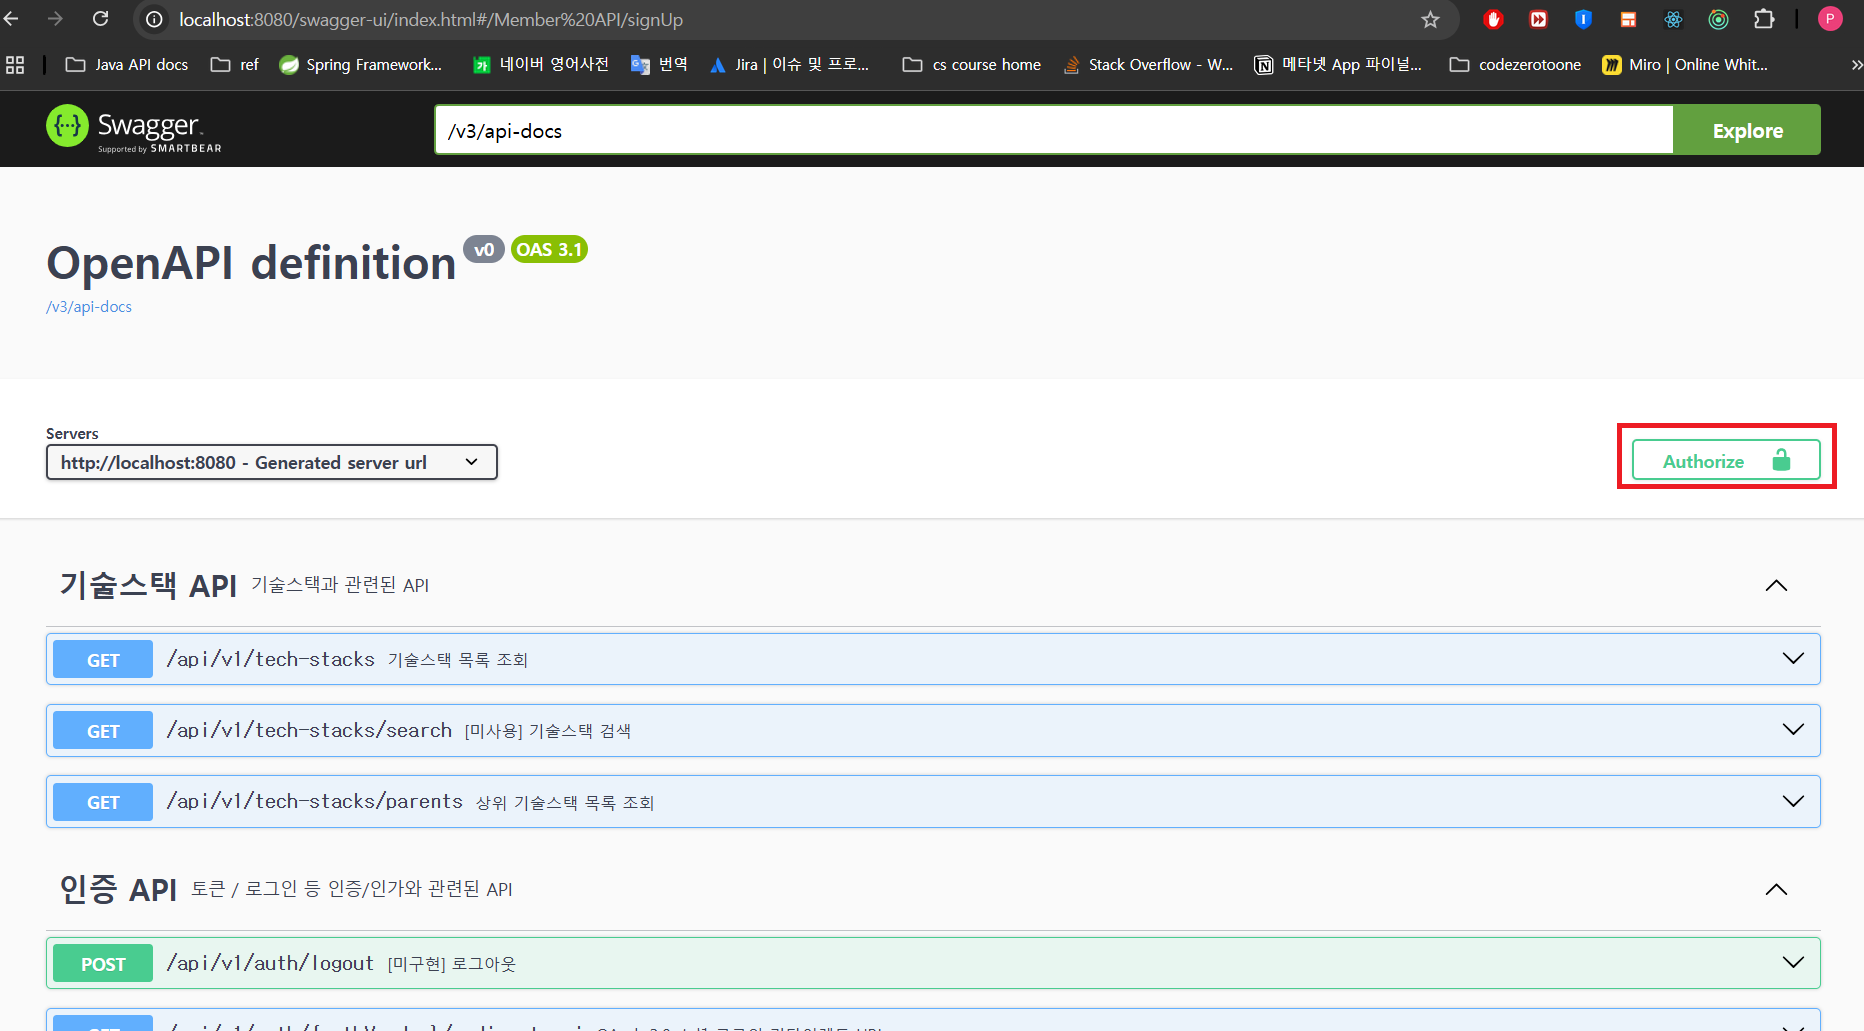 localhost:8080/swagger-ui/index.html#/Member%20API/signUp
P
Java API docs
ref
Spring Framework...
네이버 영어사전
번역
Jira | 이슈 및 프로...
cs course home
Stack Overflow - W...
메타넷 App 파이널...
codezerotoone
Miro | Online Whit...
Swagger.
Supported by SMARTBEAR
/v3/api-docs
Explore
OpenAPI definition v0 OAS 3.1
/v3/api-docs
Servers
http://localhost:8080 - Generated server url
Authorize
기술스택 API 기술스택과 관련된 API
GET /api/v1/tech-stacks 기술스택 목록 조회
GET /api/v1/tech-stacks/search [미사용] 기술스택 검색
GET /api/v1/tech-stacks/parents 상위 기술스택 목록 조회
인증 API 토큰 / 로그인 등 인증/인가와 관련된 API
POST /api/v1/auth/logout [미구현] 로그아웃
GET